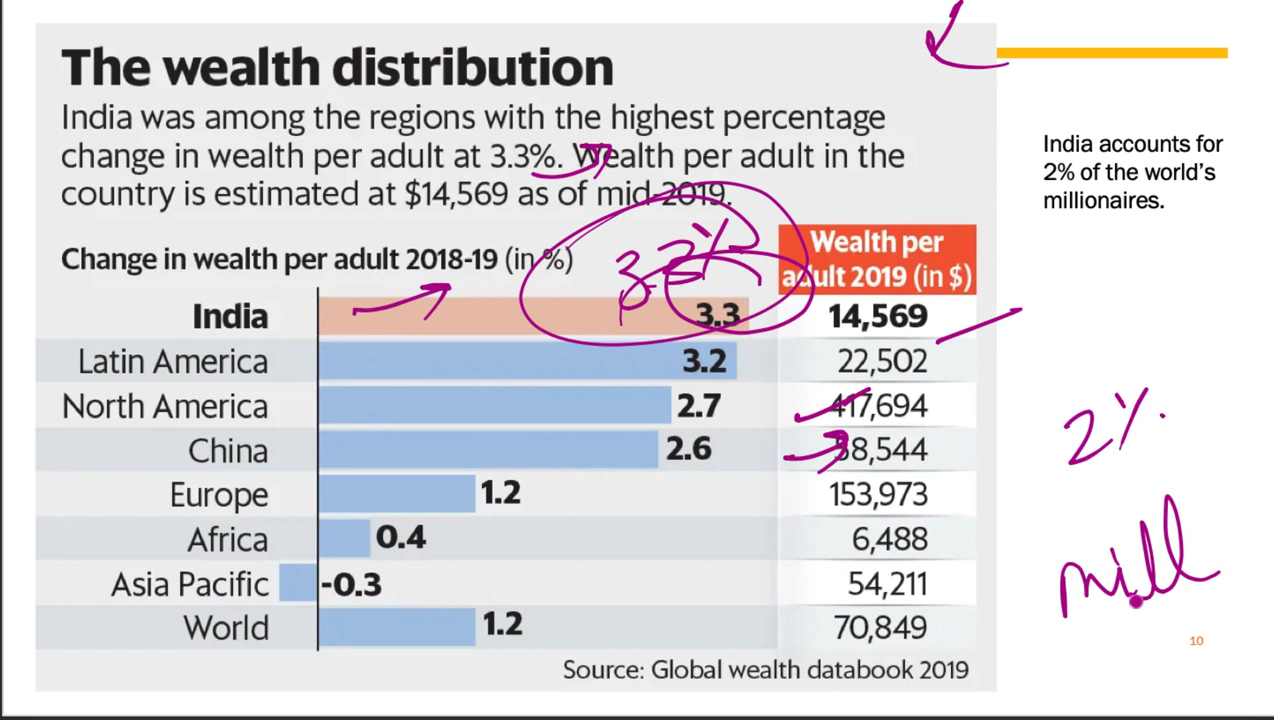 The wealth distribution
India was among the regions with the highest percentage
change in wealth per adult at 3.3%. Wealth per adult in the
country is estimated at $14,569 as of mid-2019.
Change in wealth per adult 2018-19 (in %)
Wealth per
adult 2019 (in $)
India 3.3 14,569
Latin America 3.2 22,502
North America 2.7 417,694
China 2.6 58,544
Europe 1.2 153,973
Africa 0.4 6,488
Asia Pacific -0.3 54,211
World 1.2 70,849
Source: Global wealth databook 2019
India accounts for
2% of the world's
millionaires.
2%
mill
10